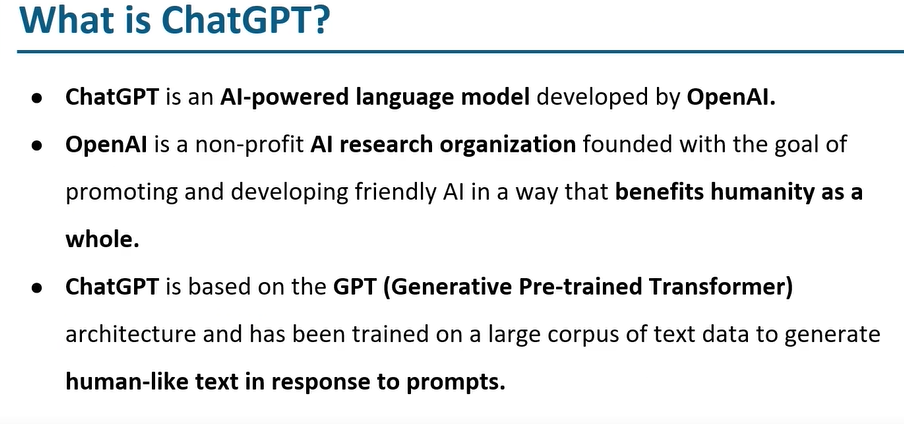 What is ChatGPT?
● ChatGPT is an AI-powered language model developed by OpenAI.
● OpenAI is a non-profit AI research organization founded with the goal of
promoting and developing friendly AI in a way that benefits humanity as a
whole.
● ChatGPT is based on the GPT (Generative Pre-trained Transformer)
architecture and has been trained on a large corpus of text data to generate
human-like text in response to prompts.